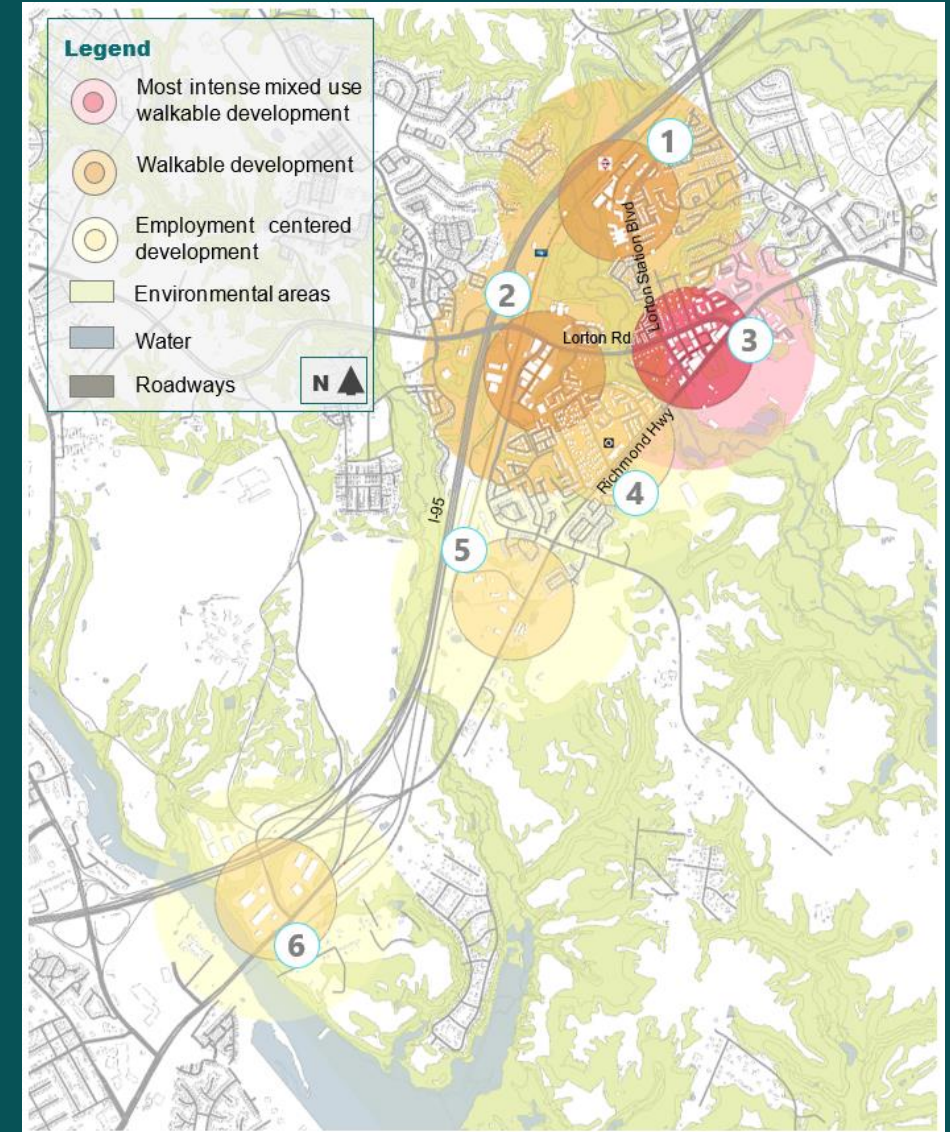 Legend
Most intense mixed use
walkable development
Walkable development
Employment centered
development
Environmental areas
Water
Roadways
N
1
Lorton Station Blvd
2
Lorton Rd
3
Richmond Hwy
4
I-95
5
6